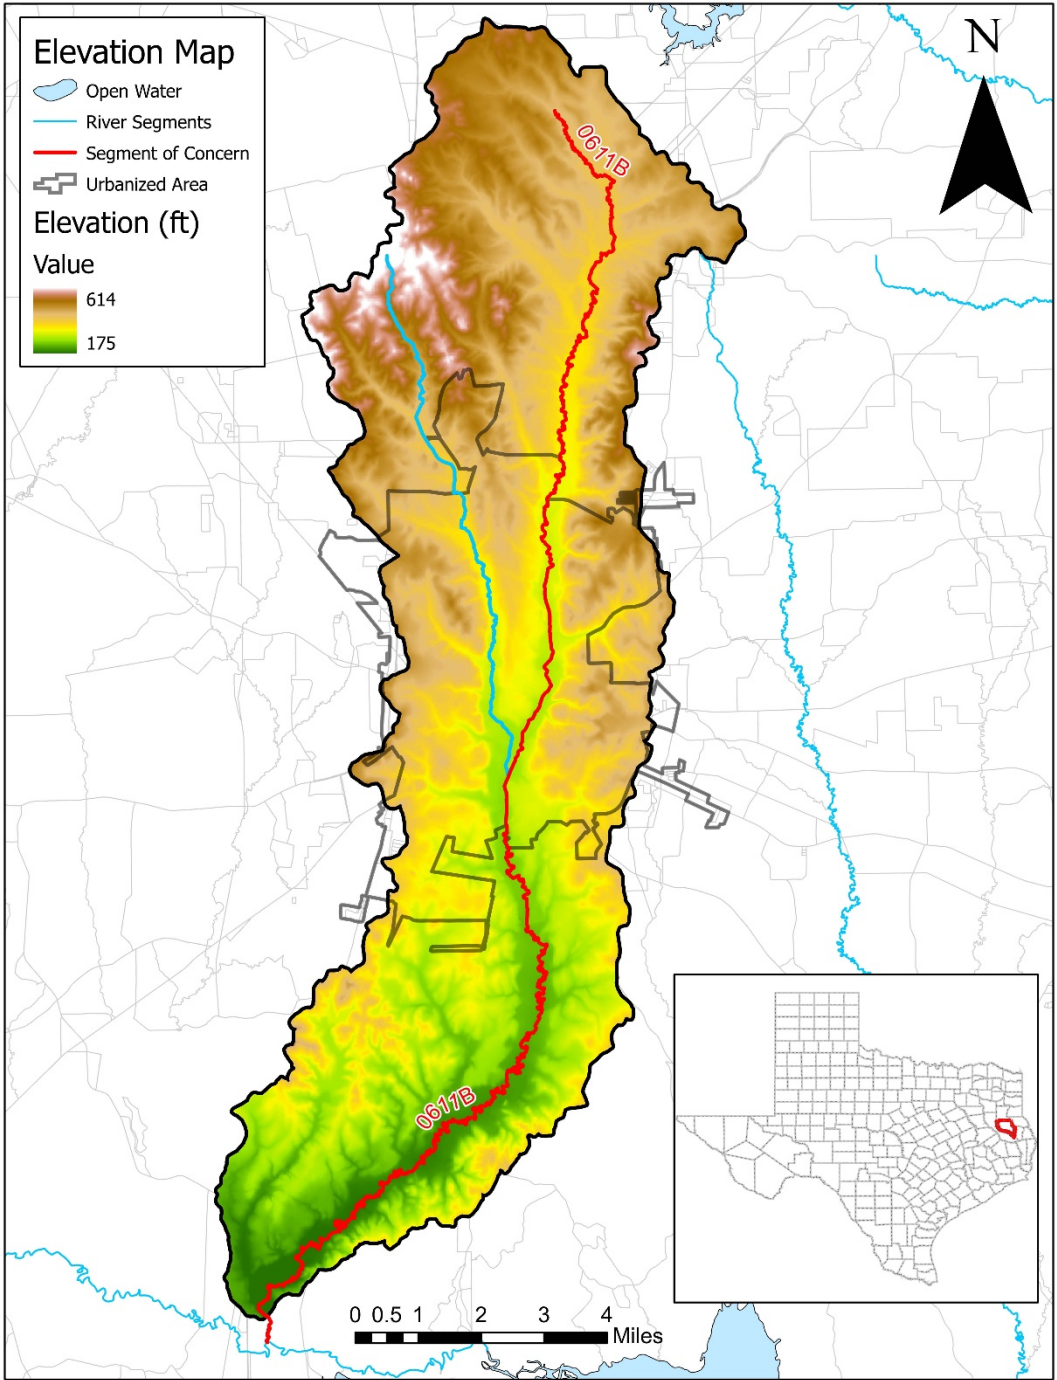 Elevation Map
Open Water
River Segments
Segment of Concern
Urbanized Area
Elevation (ft)
Value
614
175
N
0611B
0611B
0 0.5 1 2 3 4
Miles